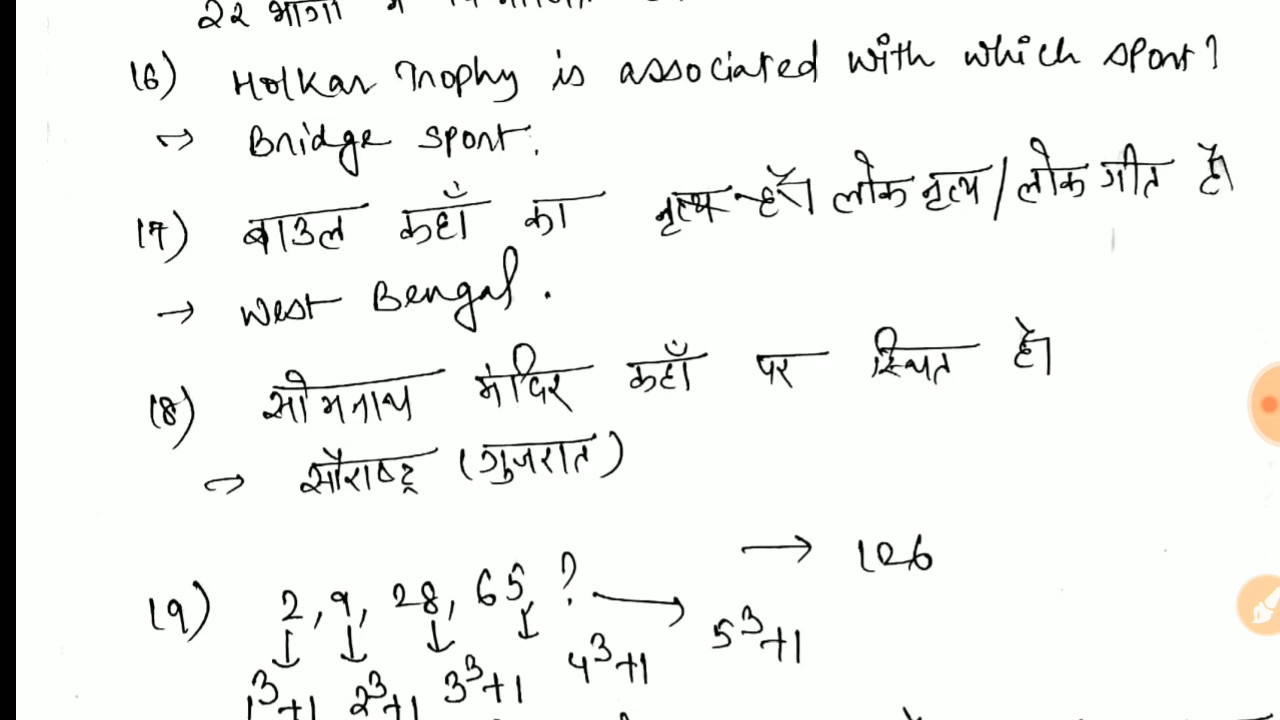 22 भागों में
16) Holkar Trophy is associated with which sport?
→ Bridge sport.
17) बाउल कहाँ का नृत्य है। लोक नृत्य/लोक गीत है।
→ West Bengal.
18) सोमनाथ मंदिर कहाँ पर स्थित है।
→ सौराष्ट्र (गुजरात)
→ 126
19) 2, 9, 28, 65, ? → 5³+1
1³+1 2³+1 3³+1 4³+1